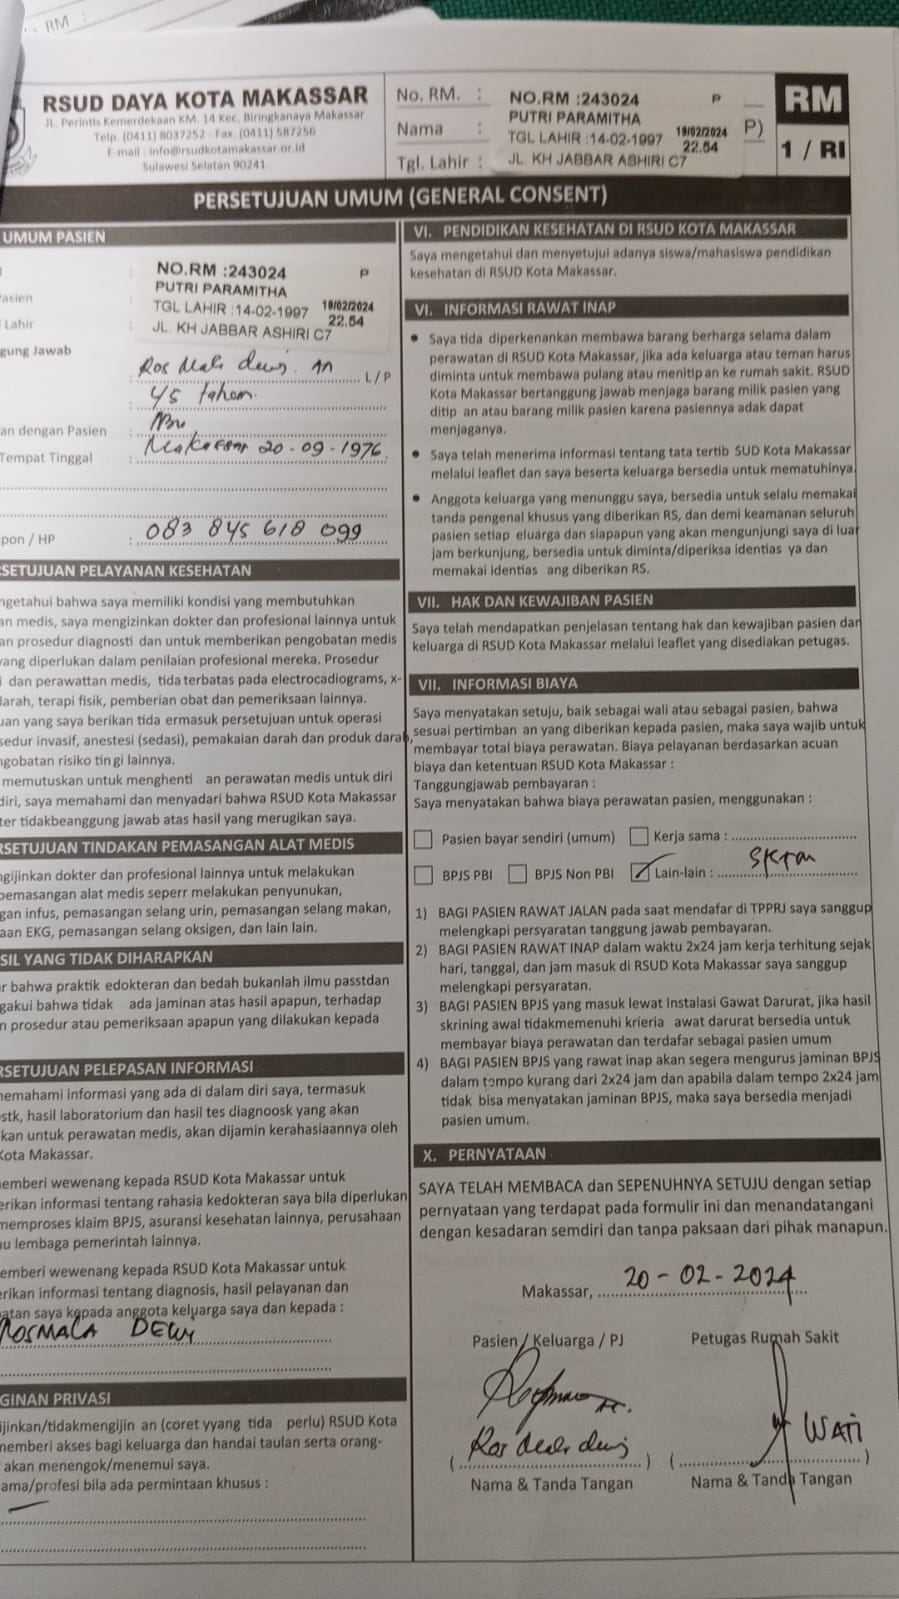 RM :
RSUD DAYA KOTA MAKASSAR
JL. Perintis Kemerdekaan KM. 14 Kec. Biringkanaya Makassar
Telp. (0411) 8037252 - Fax. (0411) 587256
E-mail : info@rsudkotamakassar.or.id
Sulawesi Selatan 90241
No. RM. :
Nama :
Tgl. Lahir :
NO.RM :243024 P
PUTRI PARAMITHA
TGL LAHIR :14-02-1997 19/02/2024
22.54
JL. KH JABBAR ASHIRI C7
P)
RM
1 / RI
PERSETUJUAN UMUM (GENERAL CONSENT)
UMUM PASIEN
NO.RM :243024 P
PUTRI PARAMITHA
TGL LAHIR :14-02-1997 19/02/2024
22.54
JL. KH JABBAR ASHIRI C7
asien :
Lahir :
gung Jawab
: Ros Mala dewi L / P
: 45 tahun
an dengan Pasien : Ibu
Tempat Tinggal : Makassar 20-09-1976
pon / HP : 083 845 618 099
SETUJUAN PELAYANAN KESEHATAN
ngetahui bahwa saya memiliki kondisi yang membutuhkan
an medis, saya mengizinkan dokter dan profesional lainnya untuk
an prosedur diagnosti dan untuk memberikan pengobatan medis
yang diperlukan dalam penilaian profesional mereka. Prosedur
i dan perawattan medis, tida terbatas pada electrocadiograms, x-
darah, terapi fisik, pemberian obat dan pemeriksaan lainnya.
uan yang saya berikan tida ermasuk persetujuan untuk operasi
sedur invasif, anestesi (sedasi), pemakaian darah dan produk darah,
ngobatan risiko tin gi lainnya.
memutuskan untuk menghenti an perawatan medis untuk diri
diri, saya memahami dan menyadari bahwa RSUD Kota Makassar
ter tidakbeanggung jawab atas hasil yang merugikan saya.
RSETUJUAN TINDAKAN PEMASANGAN ALAT MEDIS
ngijinkan dokter dan profesional lainnya untuk melakukan
pemasangan alat medis seperr melakukan penyunukan,
gan infus, pemasangan selang urin, pemasangan selang makan,
aan EKG, pemasangan selang oksigen, dan lain lain.
SIL YANG TIDAK DIHARAPKAN
r bahwa praktik edokteran dan bedah bukanlah ilmu passtdan
gakui bahwa tidak ada jaminan atas hasil apapun, terhadap
n prosedur atau pemeriksaan apapun yang dilakukan kepada
RSETUJUAN PELEPASAN INFORMASI
nemahami informasi yang ada di dalam diri saya, termasuk
stk, hasil laboratorium dan hasil tes diagnoosk yang akan
kan untuk perawatan medis, akan dijamin kerahasiaannya oleh
Kota Makassar.
nemberi wewenang kepada RSUD Kota Makassar untuk
erikan informasi tentang rahasia kedokteran saya bila diperlukan
memproses klaim BPJS, asuransi kesehatan lainnya, perusahaan
au lembaga pemerintah lainnya.
emberi wewenang kepada RSUD Kota Makassar untuk
erikan informasi tentang diagnosis, hasil pelayanan dan
atan saya kepada anggota keluarga saya dan kepada :
ROSMALA DEWI
GINAN PRIVASI
ijinkan/tidakmengijin an (coret yyang tida perlu) RSUD Kota
nemberi akses bagi keluarga dan handai taulan serta orang-
akan menengok/menemui saya.
ama/profesi bila ada permintaan khusus :
VI. PENDIDIKAN KESEHATAN DI RSUD KOTA MAKASSAR
Saya mengetahui dan menyetujui adanya siswa/mahasiswa pendidikan
kesehatan di RSUD Kota Makassar.
VI. INFORMASI RAWAT INAP
• Saya tida diperkenankan membawa barang berharga selama dalam
perawatan di RSUD Kota Makassar, jika ada keluarga atau teman harus
diminta untuk membawa pulang atau menitip an ke rumah sakit. RSUD
Kota Makassar bertanggung jawab menjaga barang milik pasien yang
ditip an atau barang milik pasien karena pasiennya adak dapat
menjaganya.
• Saya telah menerima informasi tentang tata tertib SUD Kota Makassar
melalui leaflet dan saya beserta keluarga bersedia untuk mematuhinya.
• Anggota keluarga yang menunggu saya, bersedia untuk selalu memakai
tanda pengenal khusus yang diberikan RS, dan demi keamanan seluruh
pasien setiap eluarga dan siapapun yang akan mengunjungi saya di luar
jam berkunjung, bersedia untuk diminta/diperiksa identias ya dan
memakai identias ang diberikan RS.
VII. HAK DAN KEWAJIBAN PASIEN
Saya telah mendapatkan penjelasan tentang hak dan kewajiban pasien dan
keluarga di RSUD Kota Makassar melalui leaflet yang disediakan petugas.
VII. INFORMASI BIAYA
Saya menyatakan setuju, baik sebagai wali atau sebagai pasien, bahwa
sesuai pertimban an yang diberikan kepada pasien, maka saya wajib untuk
membayar total biaya perawatan. Biaya pelayanan berdasarkan acuan
biaya dan ketentuan RSUD Kota Makassar :
Tanggungjawab pembayaran :
Saya menyatakan bahwa biaya perawatan pasien, menggunakan :
Pasien bayar sendiri (umum) Kerja sama :
BPJS PBI BPJS Non PBI Lain-lain : SKTM
1) BAGI PASIEN RAWAT JALAN pada saat mendafar di TPPRJ saya sanggup
melengkapi persyaratan tanggung jawab pembayaran.
2) BAGI PASIEN RAWAT INAP dalam waktu 2x24 jam kerja terhitung sejak
hari, tanggal, dan jam masuk di RSUD Kota Makassar saya sanggup
melengkapi persyaratan.
3) BAGI PASIEN BPJS yang masuk lewat Instalasi Gawat Darurat, jika hasil
skrining awal tidakmemenuhi krieria awat darurat bersedia untuk
membayar biaya perawatan dan terdafar sebagai pasien umum
4) BAGI PASIEN BPJS yang rawat inap akan segera mengurus jaminan BPJS
dalam tempo kurang dari 2x24 jam dan apabila dalam tempo 2x24 jam
tidak bisa menyatakan jaminan BPJS, maka saya bersedia menjadi
pasien umum.
X. PERNYATAAN
SAYA TELAH MEMBACA dan SEPENUHNYA SETUJU dengan setiap
pernyataan yang terdapat pada formulir ini dan menandatangani
dengan kesadaran semdiri dan tanpa paksaan dari pihak manapun.
Makassar, 20-02-2024
Pasien / Keluarga / PJ Petugas Rumah Sakit
(Ros mala dewi) (WATI)
Nama & Tanda Tangan Nama & Tanda Tangan